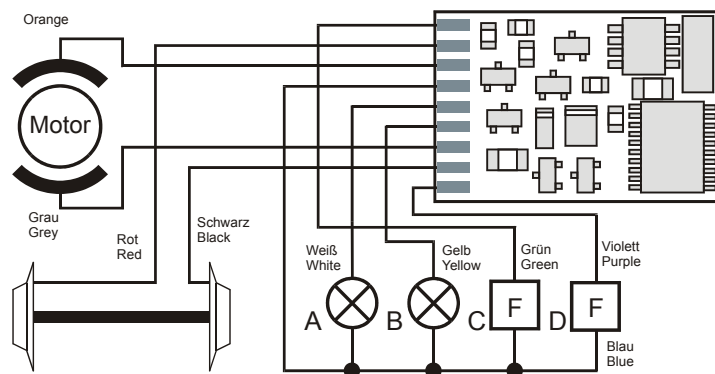 Orange
Motor
Grau
Grey
Rot
Red
Schwarz
Black
Weiß
White
Gelb
Yellow
Grün
Green
Violett
Purple
A
B
C
F
D
F
Blau
Blue